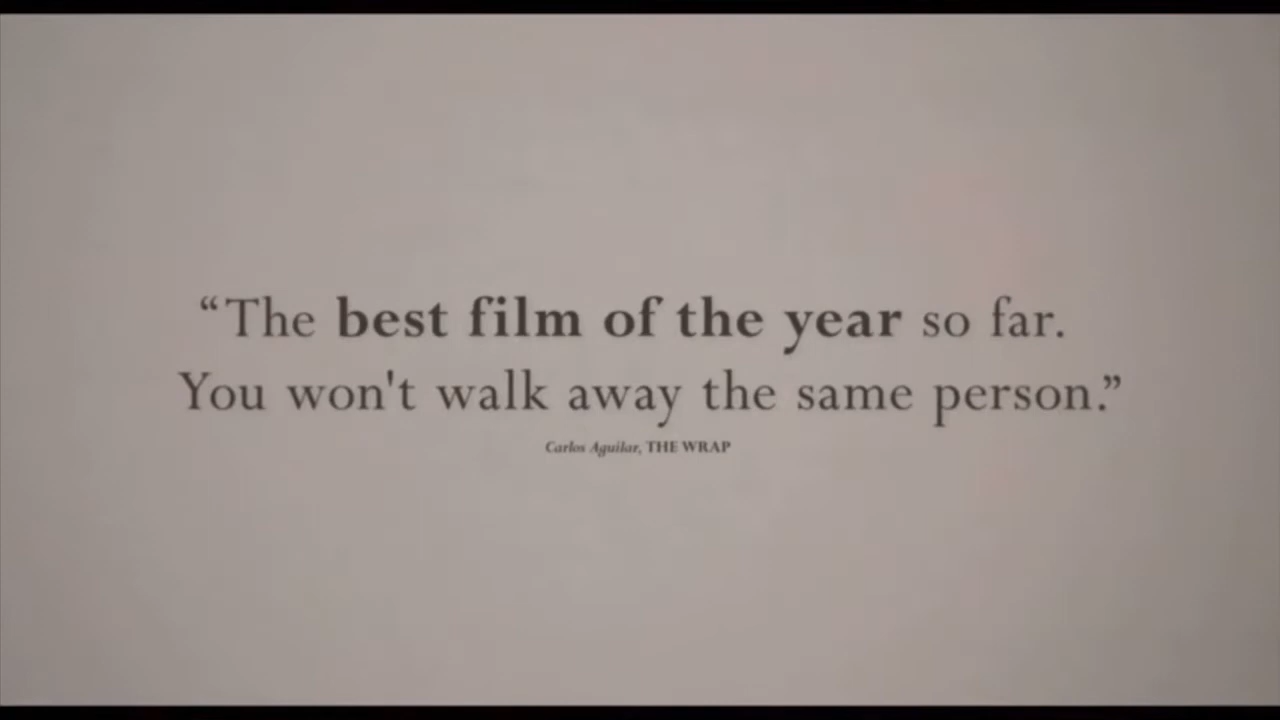 “The best film of the year so far.
You won't walk away the same person.”
Carlos Aguilar, THE WRAP